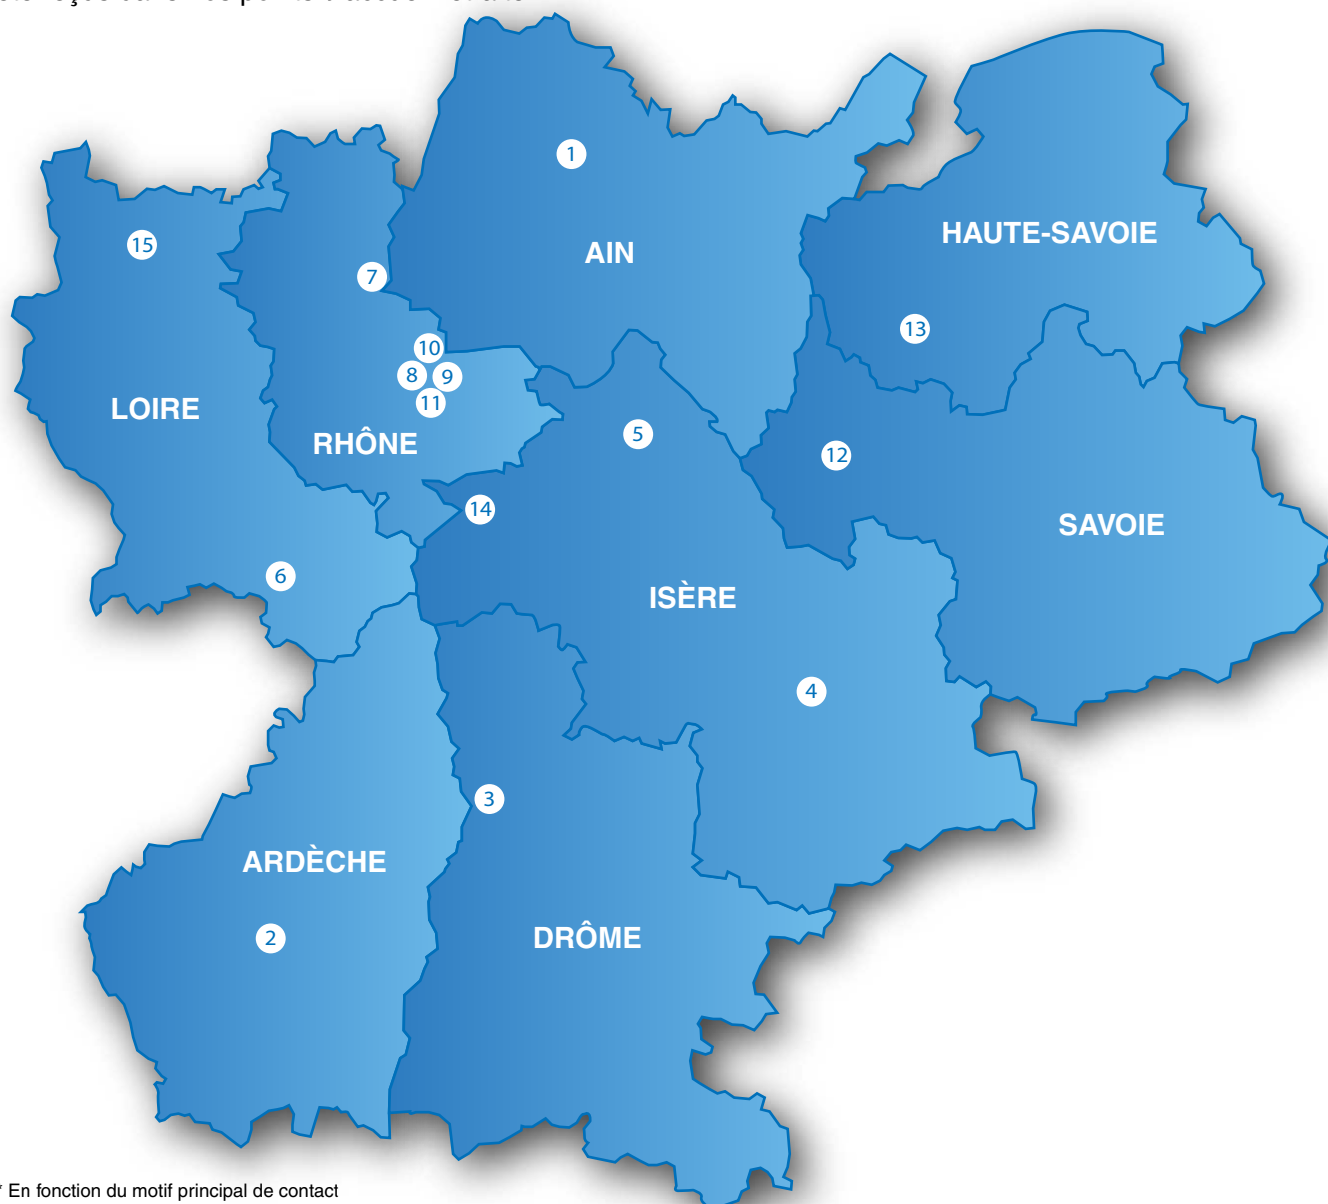 1
AIN
HAUTE-SAVOIE
15
7
13
10
8 9
11
LOIRE
RHÔNE
5
12
14
SAVOIE
6
ISÈRE
4
3
ARDÈCHE
2
DRÔME
* En fonction du motif principal de contact